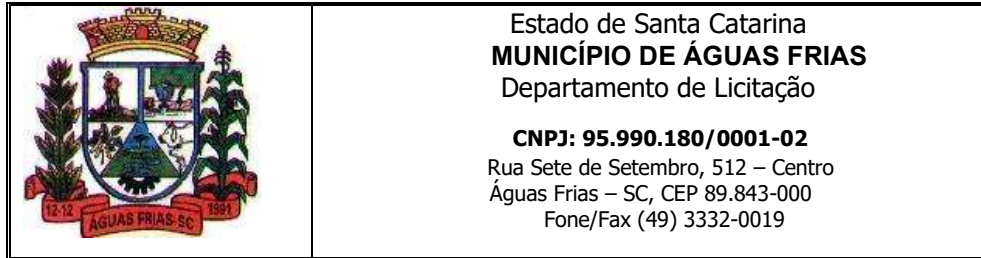 12-12
ÁGUAS FRIAS-SC
1991
Estado de Santa Catarina
MUNICÍPIO DE ÁGUAS FRIAS
Departamento de Licitação
CNPJ: 95.990.180/0001-02
Rua Sete de Setembro, 512 – Centro
Águas Frias – SC, CEP 89.843-000
Fone/Fax (49) 3332-0019